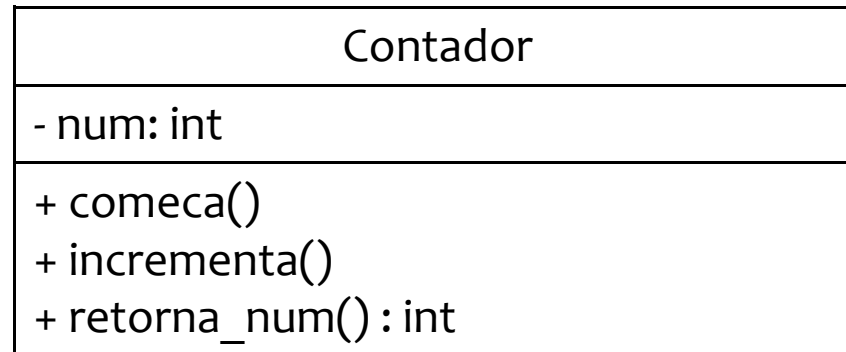 Contador
- num: int
+ comeca()
+ incrementa()
+ retorna_num() : int